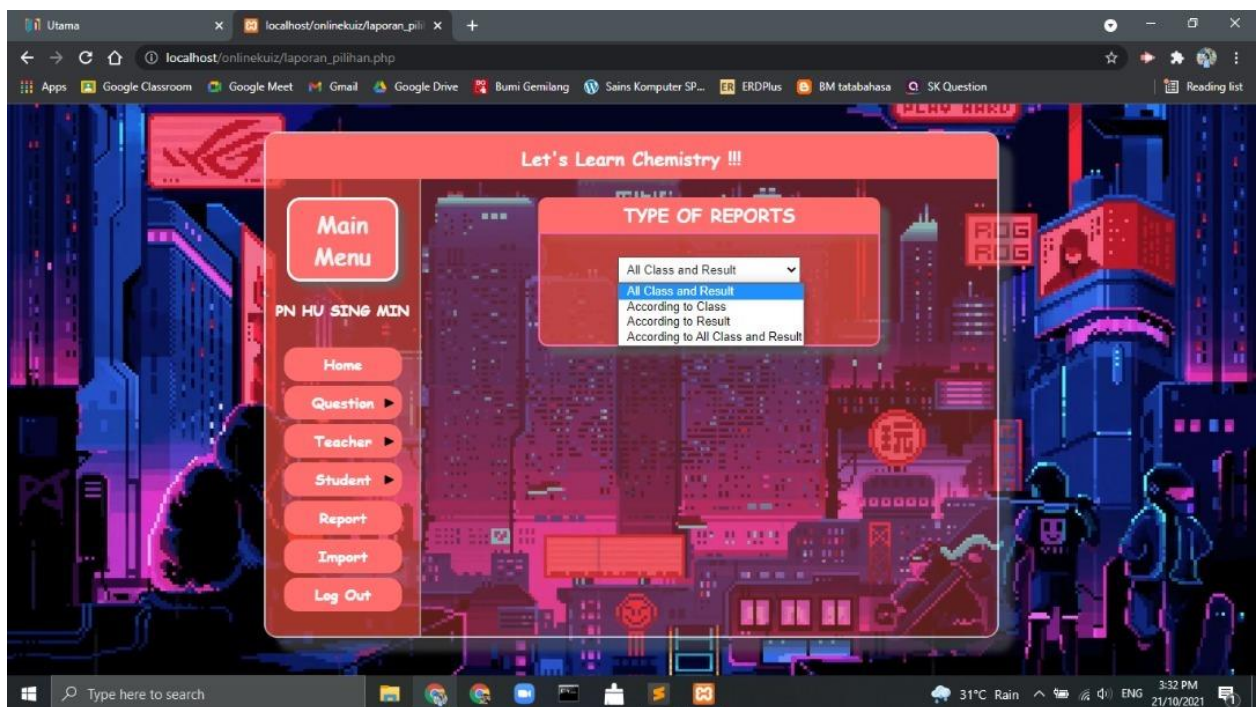 Utama
localhost/onlinekuiz/laporan_pili
localhost/onlinekuiz/laporan_pilihan.php
Apps Google Classroom Google Meet Gmail Google Drive Bumi Gemilang Sains Komputer SP... ER ERDPlus BM tatabahasa SK Question Reading list
PLAY HARD
Let's Learn Chemistry !!!
Main
Menu
PN HU SING MIN
Home
Question
Teacher
Student
Report
Import
Log Out
TYPE OF REPORTS
All Class and Result
All Class and Result
According to Class
According to Result
According to All Class and Result
ROG
ROG
玩
Type here to search
31°C Rain
ENG
3:32 PM
21/10/2021